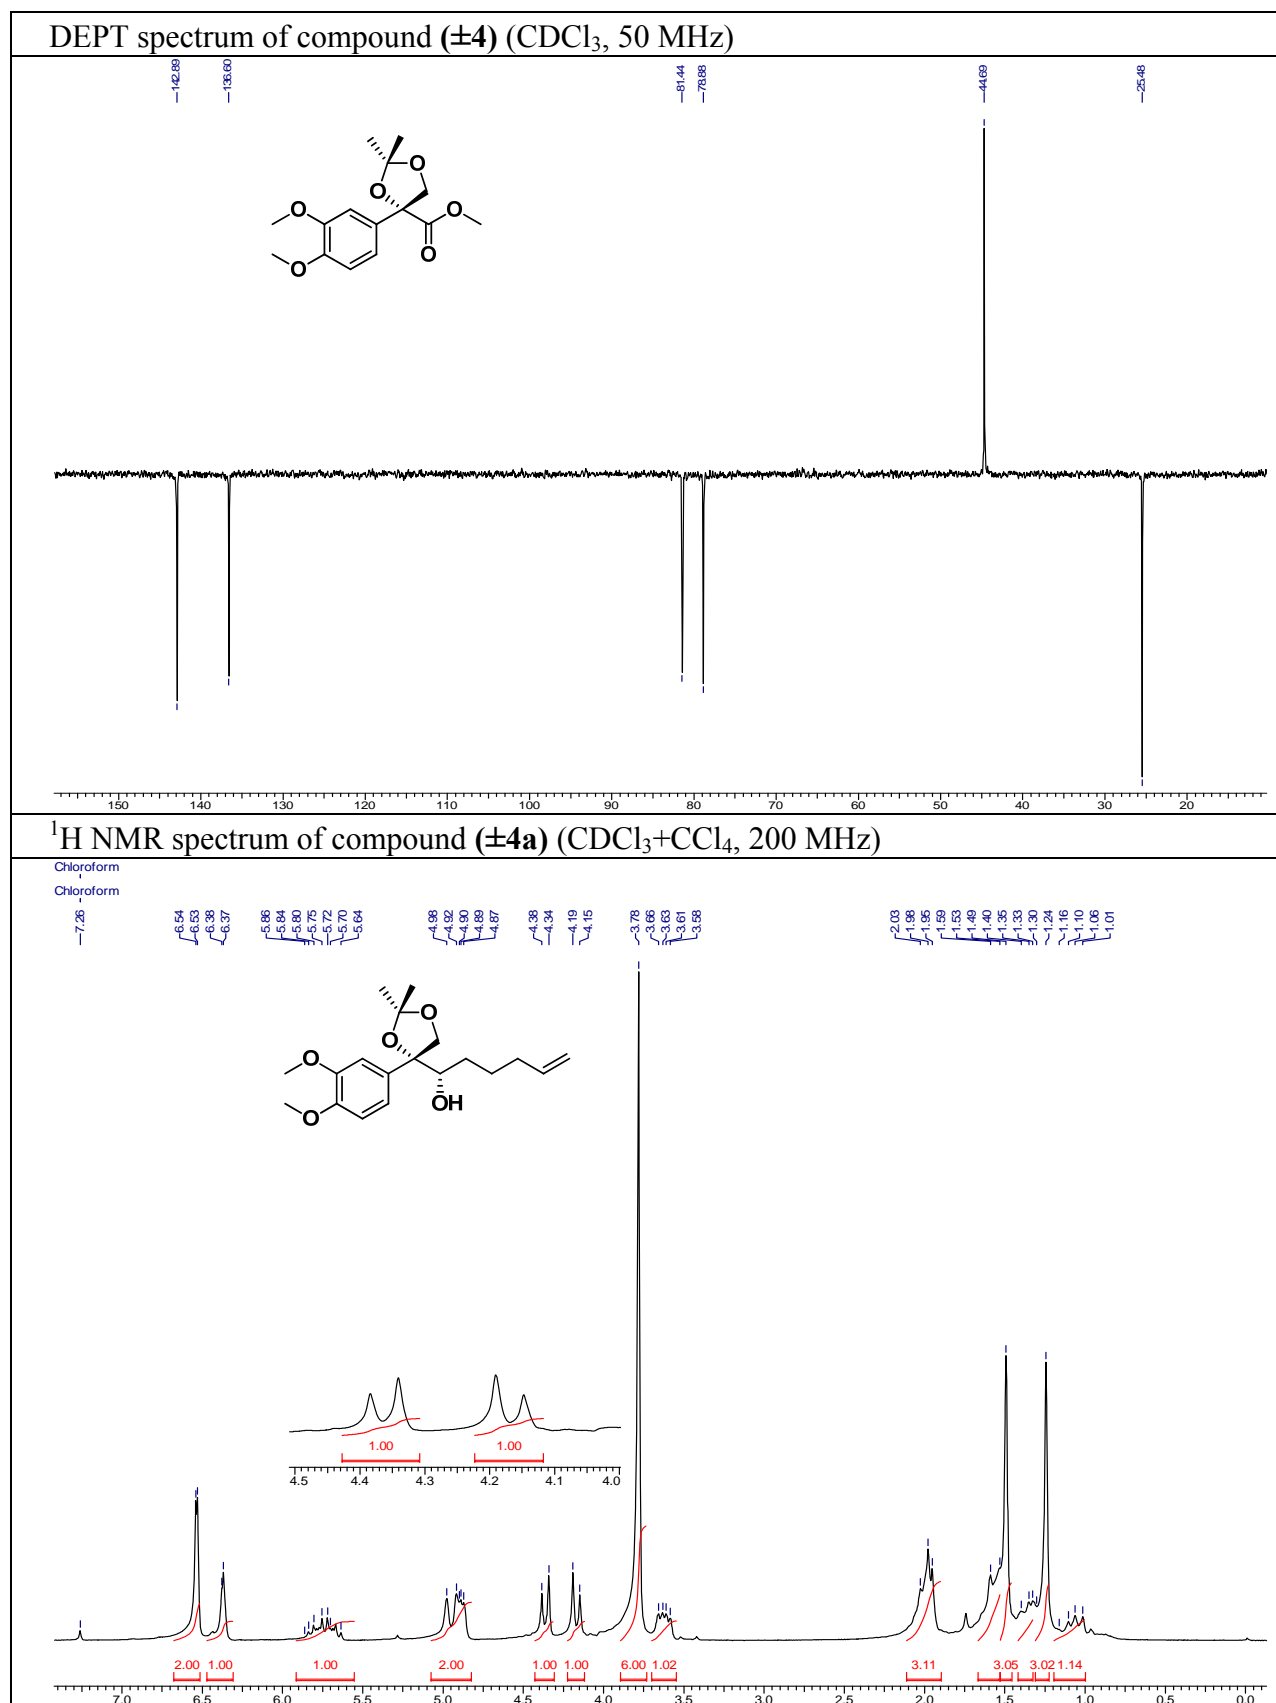 DEPT spectrum of compound (±4) (CDCl₃, 50 MHz)
142.89 136.60 81.44 78.88 44.69 25.48
O
O
O
O
O
O
150 140 130 120 110 100 90 80 70 60 50 40 30 20
¹H NMR spectrum of compound (±4a) (CDCl₃+CCl₄, 200 MHz)
Chloroform
Chloroform
7.26 6.54 6.53 6.38 6.37 5.86 5.84 5.80 5.75 5.72 5.70 5.64 4.98 4.92 4.90 4.89 4.87 4.38 4.34 4.19 4.15 3.78 3.66 3.63 3.61 3.58 2.03 1.98 1.95 1.59 1.53 1.49 1.40 1.35 1.33 1.30 1.24 1.16 1.10 1.06 1.01
O
O
O
OH
O
1.00 1.00
4.5 4.4 4.3 4.2 4.1 4.0
2.00 1.00 1.00 2.00 1.00 1.00 6.00 1.02 3.11 3.05 3.02 1.14
7.0 6.5 6.0 5.5 5.0 4.5 4.0 3.5 3.0 2.5 2.0 1.5 1.0 0.5 0.0